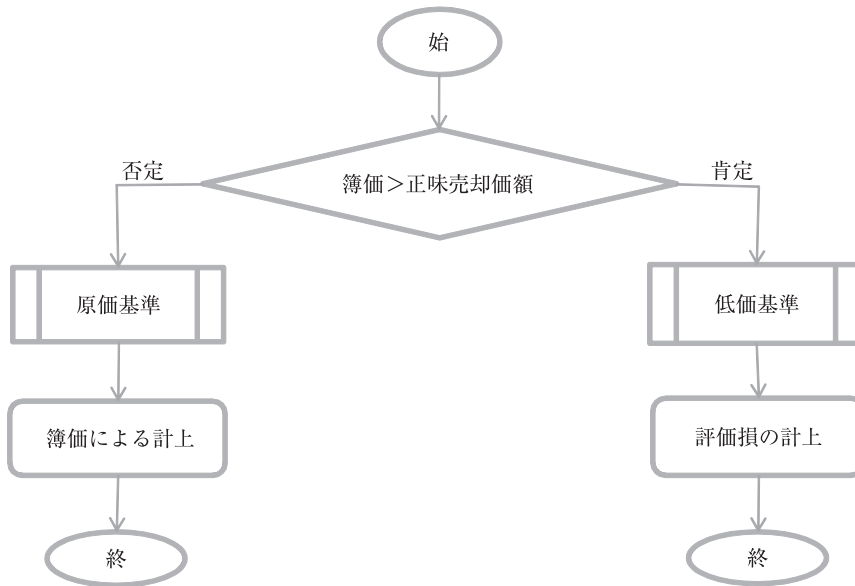 始
否定
肯定
簿価＞正味売却価額
原価基準
低価基準
簿価による計上
評価損の計上
終
終